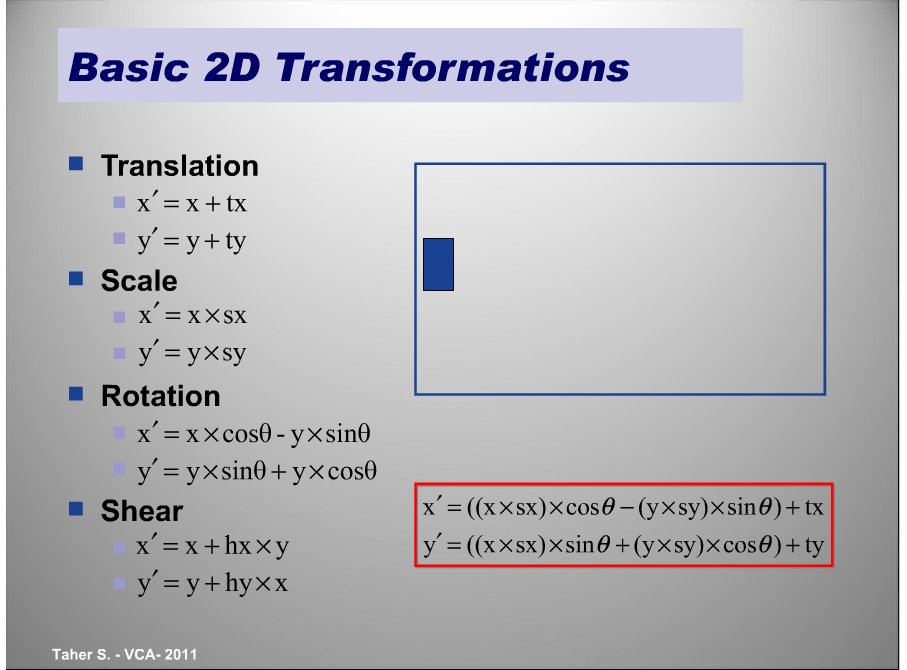 Basic 2D Transformations
Translation
x′ = x + tx
y′ = y + ty
Scale
x′ = x × sx
y′ = y × sy
Rotation
x′ = x × cosθ - y × sinθ
y′ = y × sinθ + y × cosθ
Shear
x′ = x + hx × y
y′ = y + hy × x
x′ = ((x × sx) × cosθ − (y × sy) × sinθ) + tx
y′ = ((x × sx) × sinθ + (y × sy) × cosθ) + ty
Taher S. - VCA- 2011